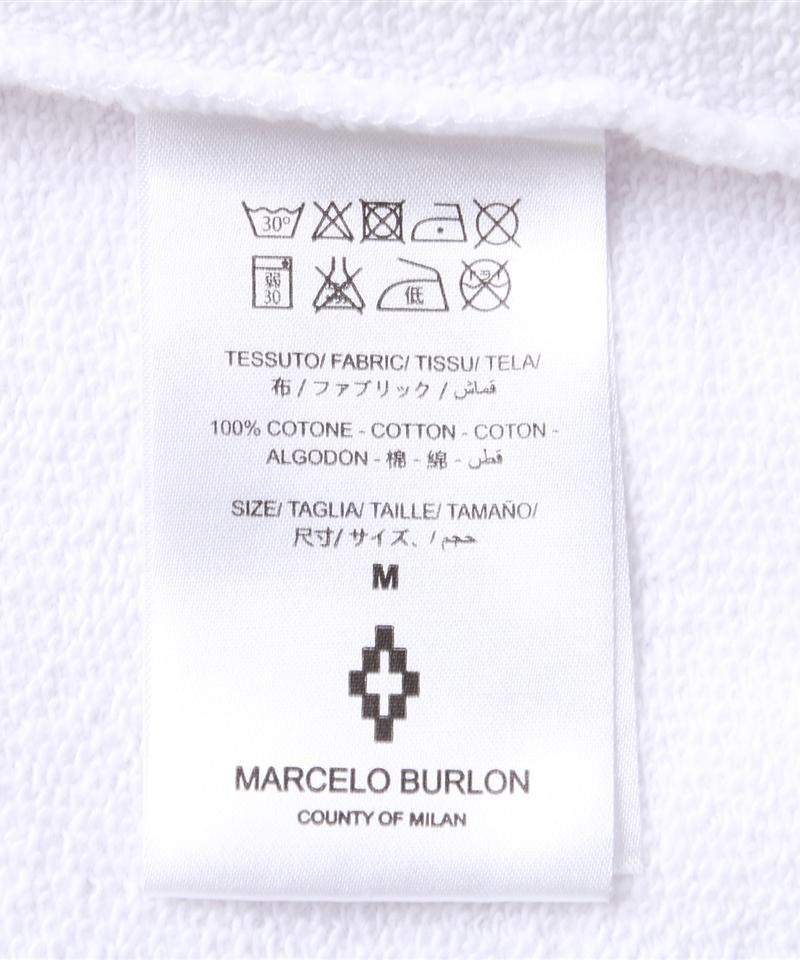 30°
弱
30
低
TESSUTO/ FABRIC/ TISSU/ TELA/
布 / ファブリック / قماش
100% COTONE - COTTON - COTON -
ALGODON - 棉 - 綿 - قطن
SIZE/ TAGLIA/ TAILLE/ TAMAÑO/
尺寸/ サイズ、/ حجم
M
MARCELO BURLON
COUNTY OF MILAN